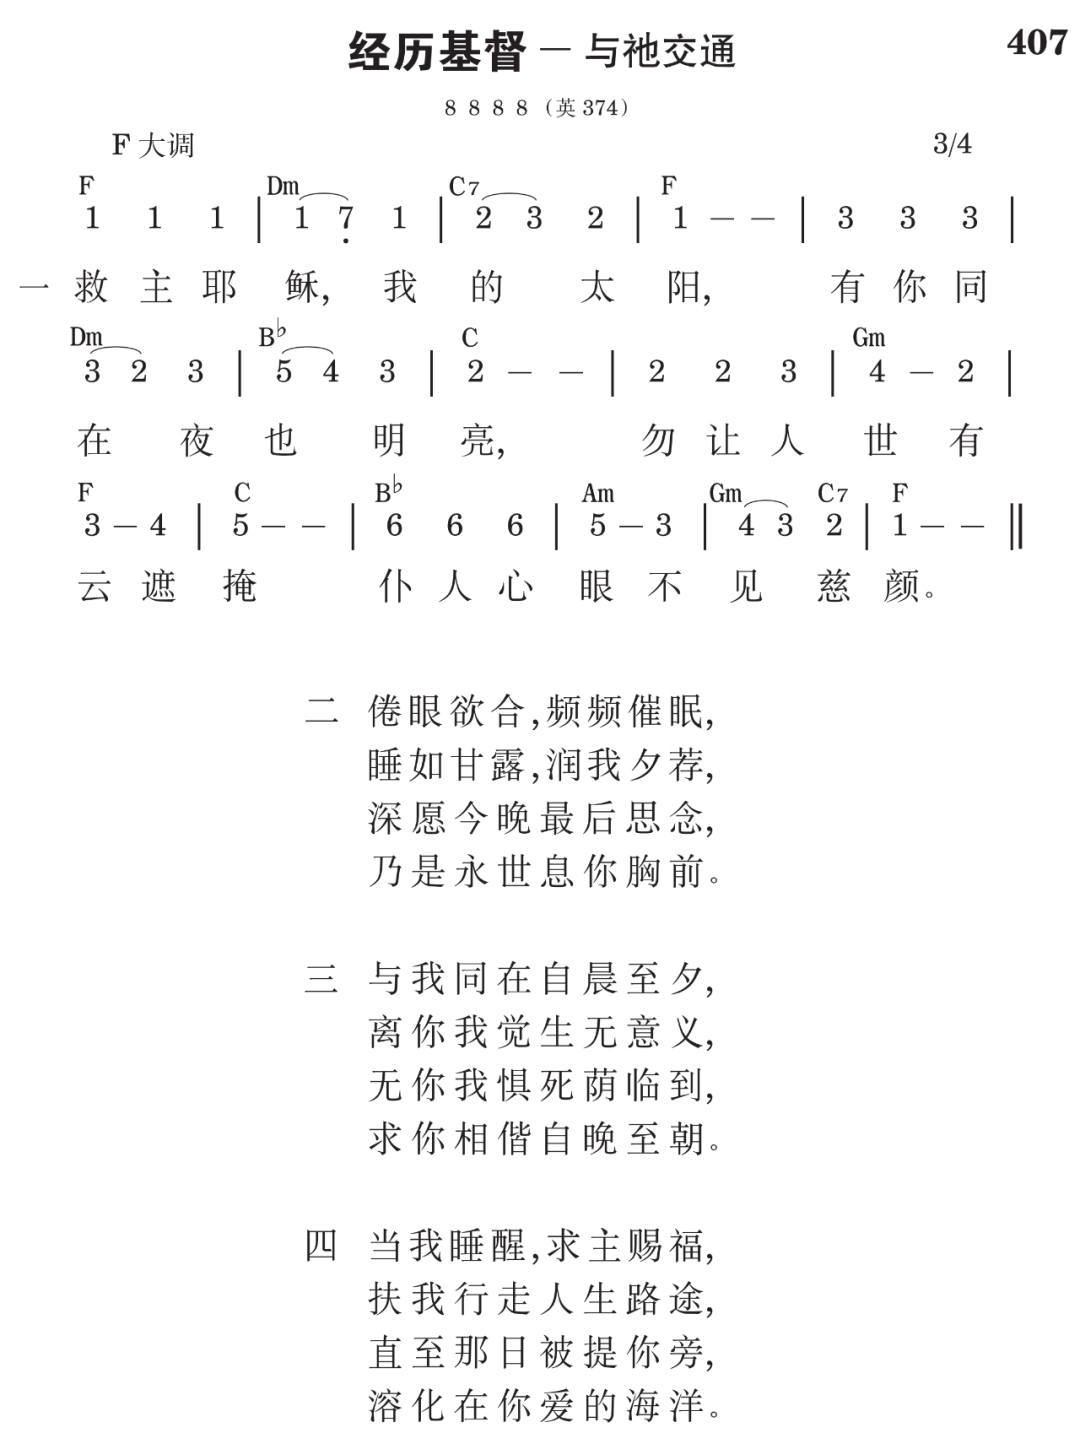 经历基督 — 与祂交通 407
8 8 8 8（英 374）
F 大调 3/4
F Dm C7 F
1 1 1 | 1 7̣ 1 | 2 3 2 | 1 – – | 3 3 3 |
一 救 主 耶 稣, 我 的 太 阳, 有 你 同
Dm B♭ C Gm
3 2 3 | 5 4 3 | 2 – – | 2 2 3 | 4 – 2 |
在 夜 也 明 亮, 勿 让 人 世 有
F C B♭ Am Gm C7 F
3 – 4 | 5 – – | 6 6 6 | 5 – 3 | 4 3 2 | 1 – – ‖
云 遮 掩 仆 人 心 眼 不 见 慈 颜。
二 倦眼欲合,频频催眠,
睡如甘露,润我夕荐,
深愿今晚最后思念,
乃是永世息你胸前。
三 与我同在自晨至夕,
离你我觉生无意义,
无你我惧死荫临到,
求你相偕自晚至朝。
四 当我睡醒,求主赐福,
扶我行走人生路途,
直至那日被提你旁,
溶化在你爱的海洋。